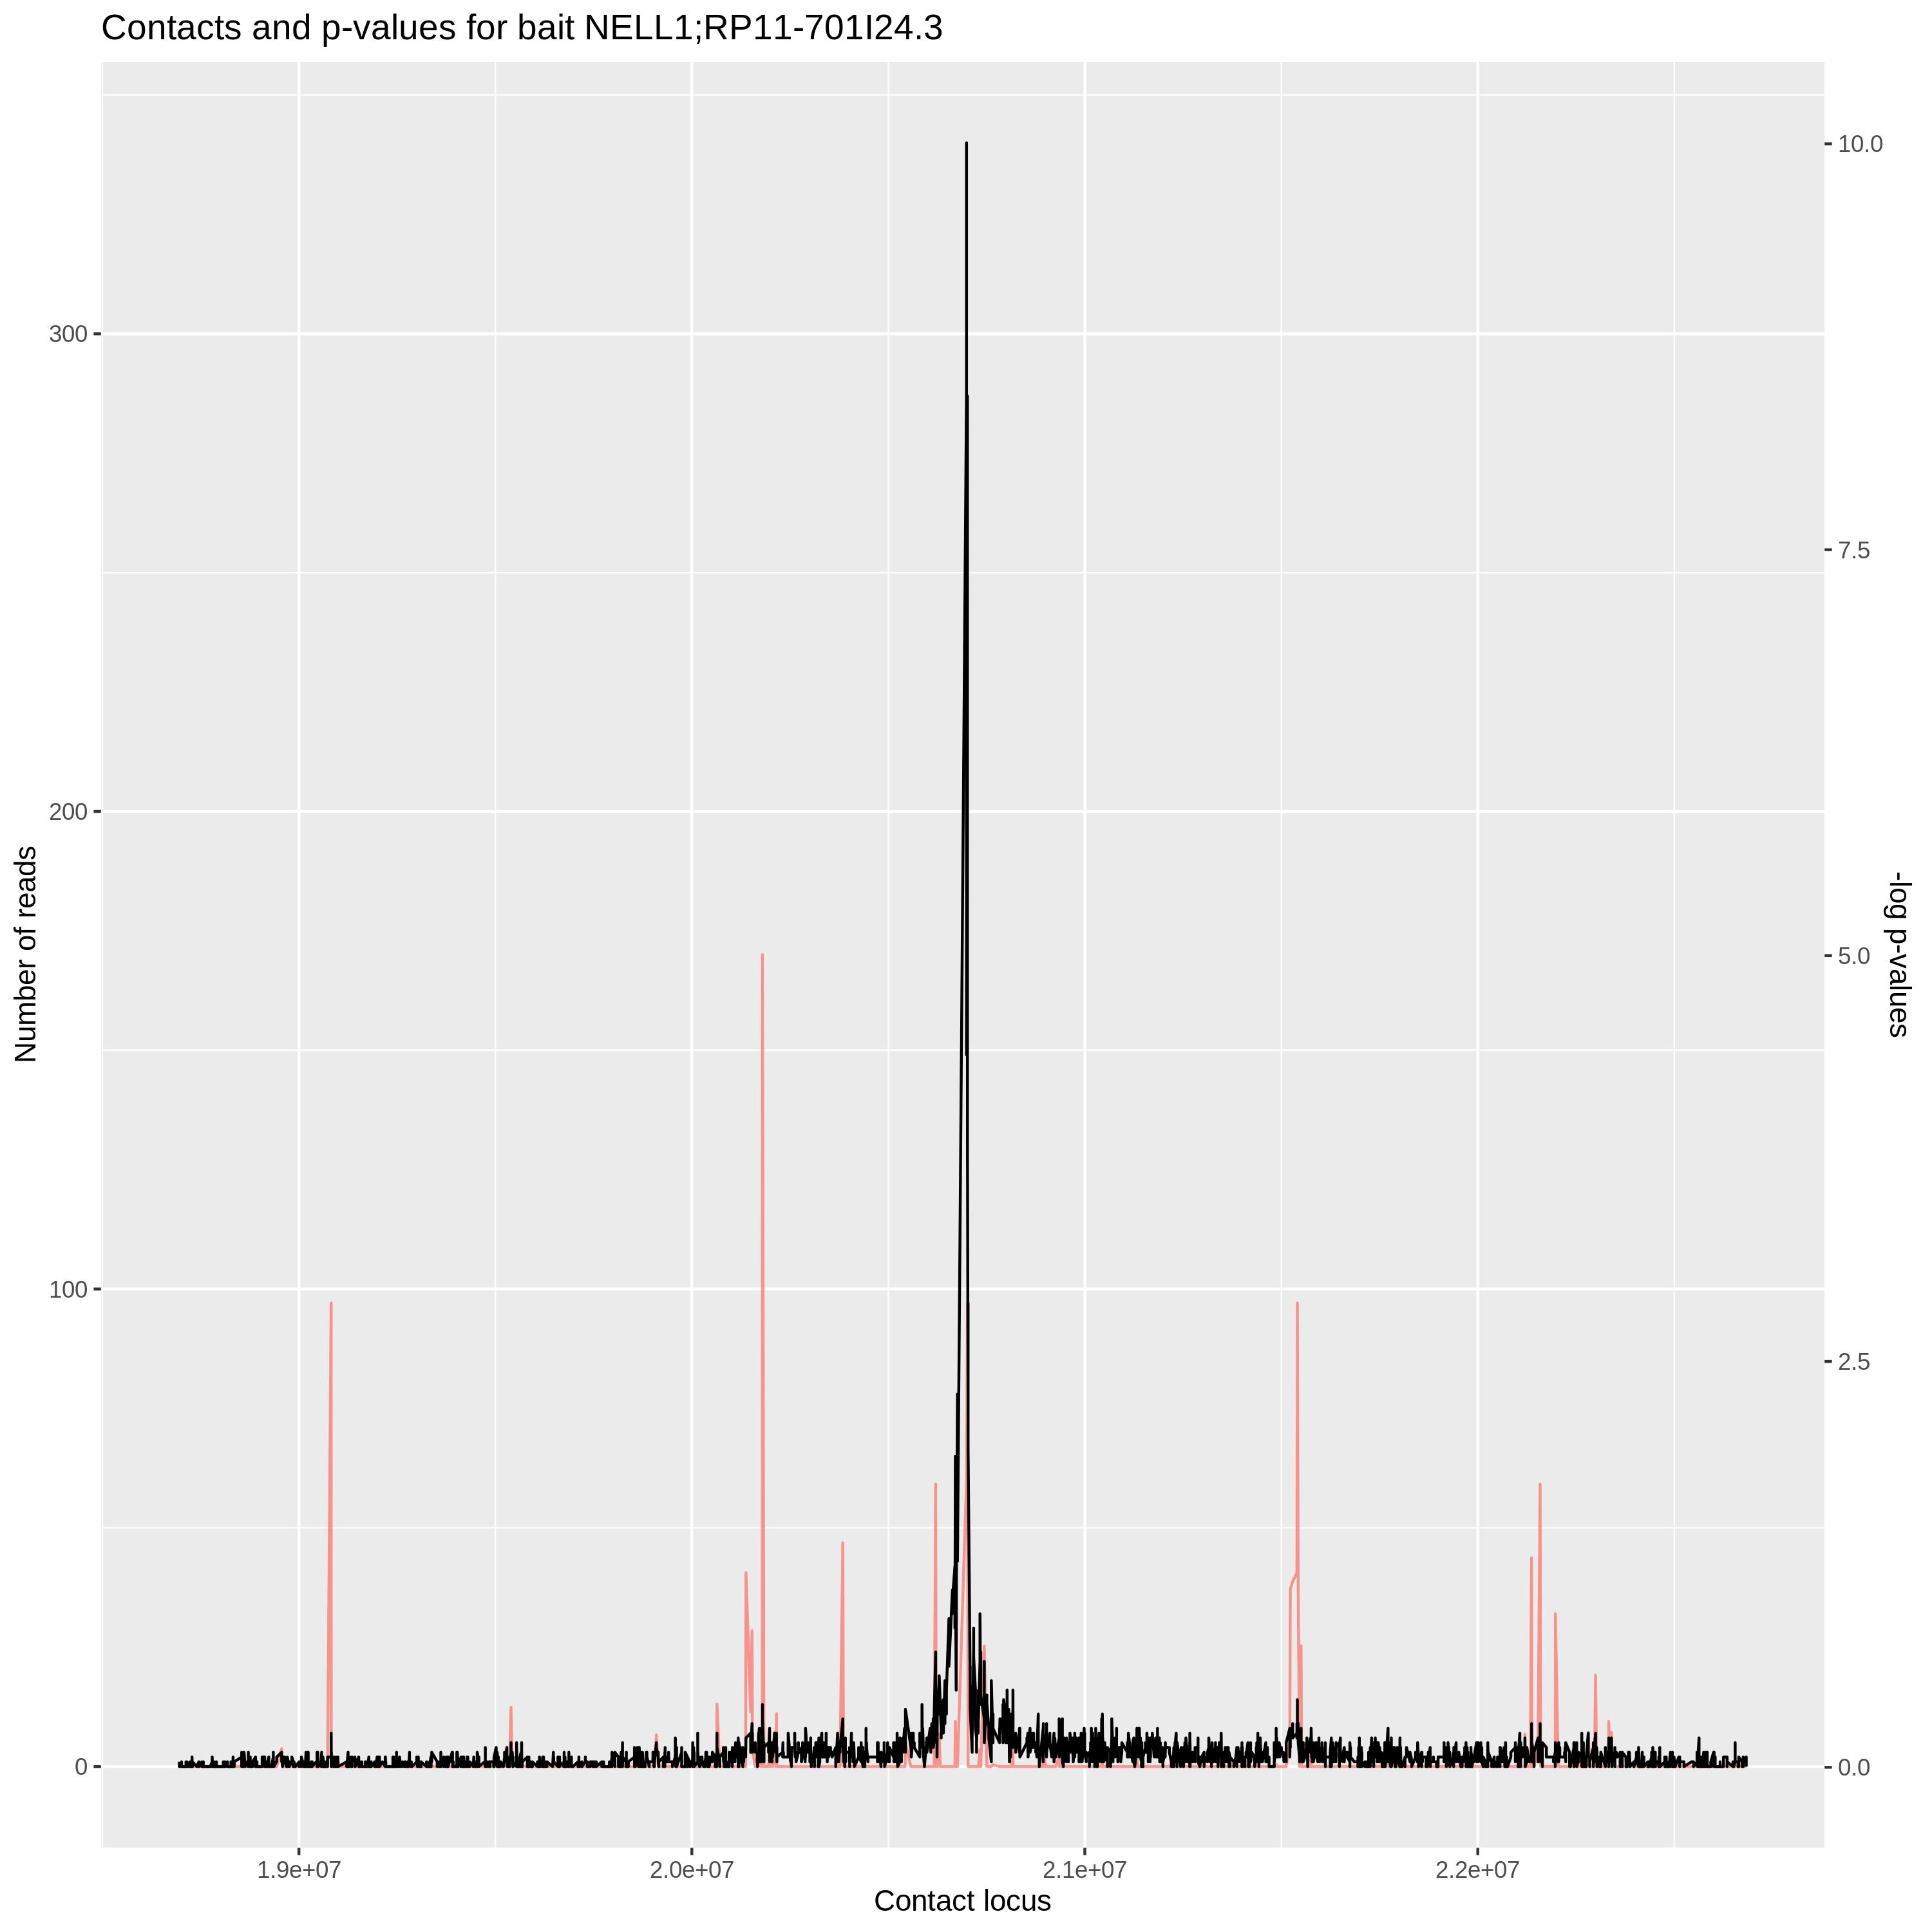 Contacts and p-values for bait NELL1;RP11-701I24.3
300
200
100
0
Number of reads
10.0
7.5
5.0
2.5
0.0
-log p-values
1.9e+07
2.0e+07
2.1e+07
2.2e+07
Contact locus